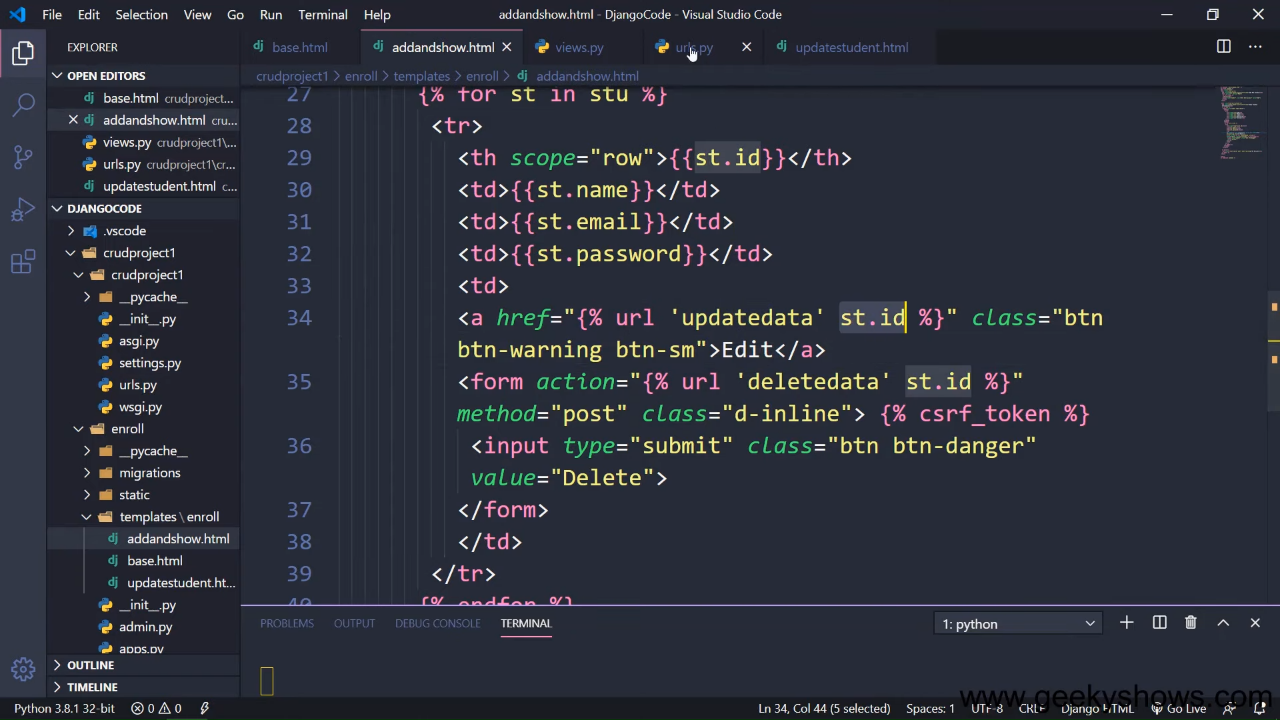 File Edit Selection View Go Run Terminal Help addandshow.html - DjangoCode - Visual Studio Code
EXPLORER base.html addandshow.html views.py urls.py updatestudent.html
OPEN EDITORS crudproject1 > enroll > templates > enroll > addandshow.html
base.html crudproject...
addandshow.html cru...
views.py crudproject1\...
urls.py crudproject1\cr...
updatestudent.html c...
DJANGOCODE
.vscode
crudproject1
crudproject1
__pycache__
__init__.py
asgi.py
settings.py
urls.py
wsgi.py
enroll
__pycache__
migrations
static
templates \ enroll
addandshow.html
base.html
updatestudent.ht...
__init__.py
admin.py
apps.py
OUTLINE
TIMELINE
27 {% for st in stu %}
28 <tr>
29 <th scope="row">{{st.id}}</th>
30 <td>{{st.name}}</td>
31 <td>{{st.email}}</td>
32 <td>{{st.password}}</td>
33 <td>
34 <a href="{% url 'updatedata' st.id %}" class="btn
btn-warning btn-sm">Edit</a>
35 <form action="{% url 'deletedata' st.id %}"
method="post" class="d-inline"> {% csrf_token %}
36 <input type="submit" class="btn btn-danger"
value="Delete">
37 </form>
38 </td>
39 </tr>
40 {% endfor %}
PROBLEMS OUTPUT DEBUG CONSOLE TERMINAL 1: python
www.geekyshows.com
Python 3.8.1 32-bit 0 0 Ln 34, Col 44 (5 selected) Spaces: 1 UTF-8 CRLF Django HTML Go Live